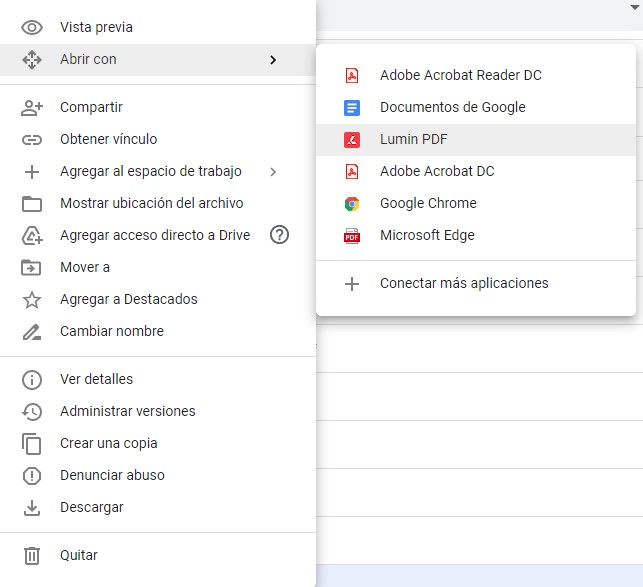 Vista previa
Abrir con
Compartir
Obtener vínculo
Agregar al espacio de trabajo
Mostrar ubicación del archivo
Agregar acceso directo a Drive
Mover a
Agregar a Destacados
Cambiar nombre
Ver detalles
Administrar versiones
Crear una copia
Denunciar abuso
Descargar
Quitar
Adobe Acrobat Reader DC
Documentos de Google
Lumin PDF
Adobe Acrobat DC
Google Chrome
PDF Microsoft Edge
Conectar más aplicaciones